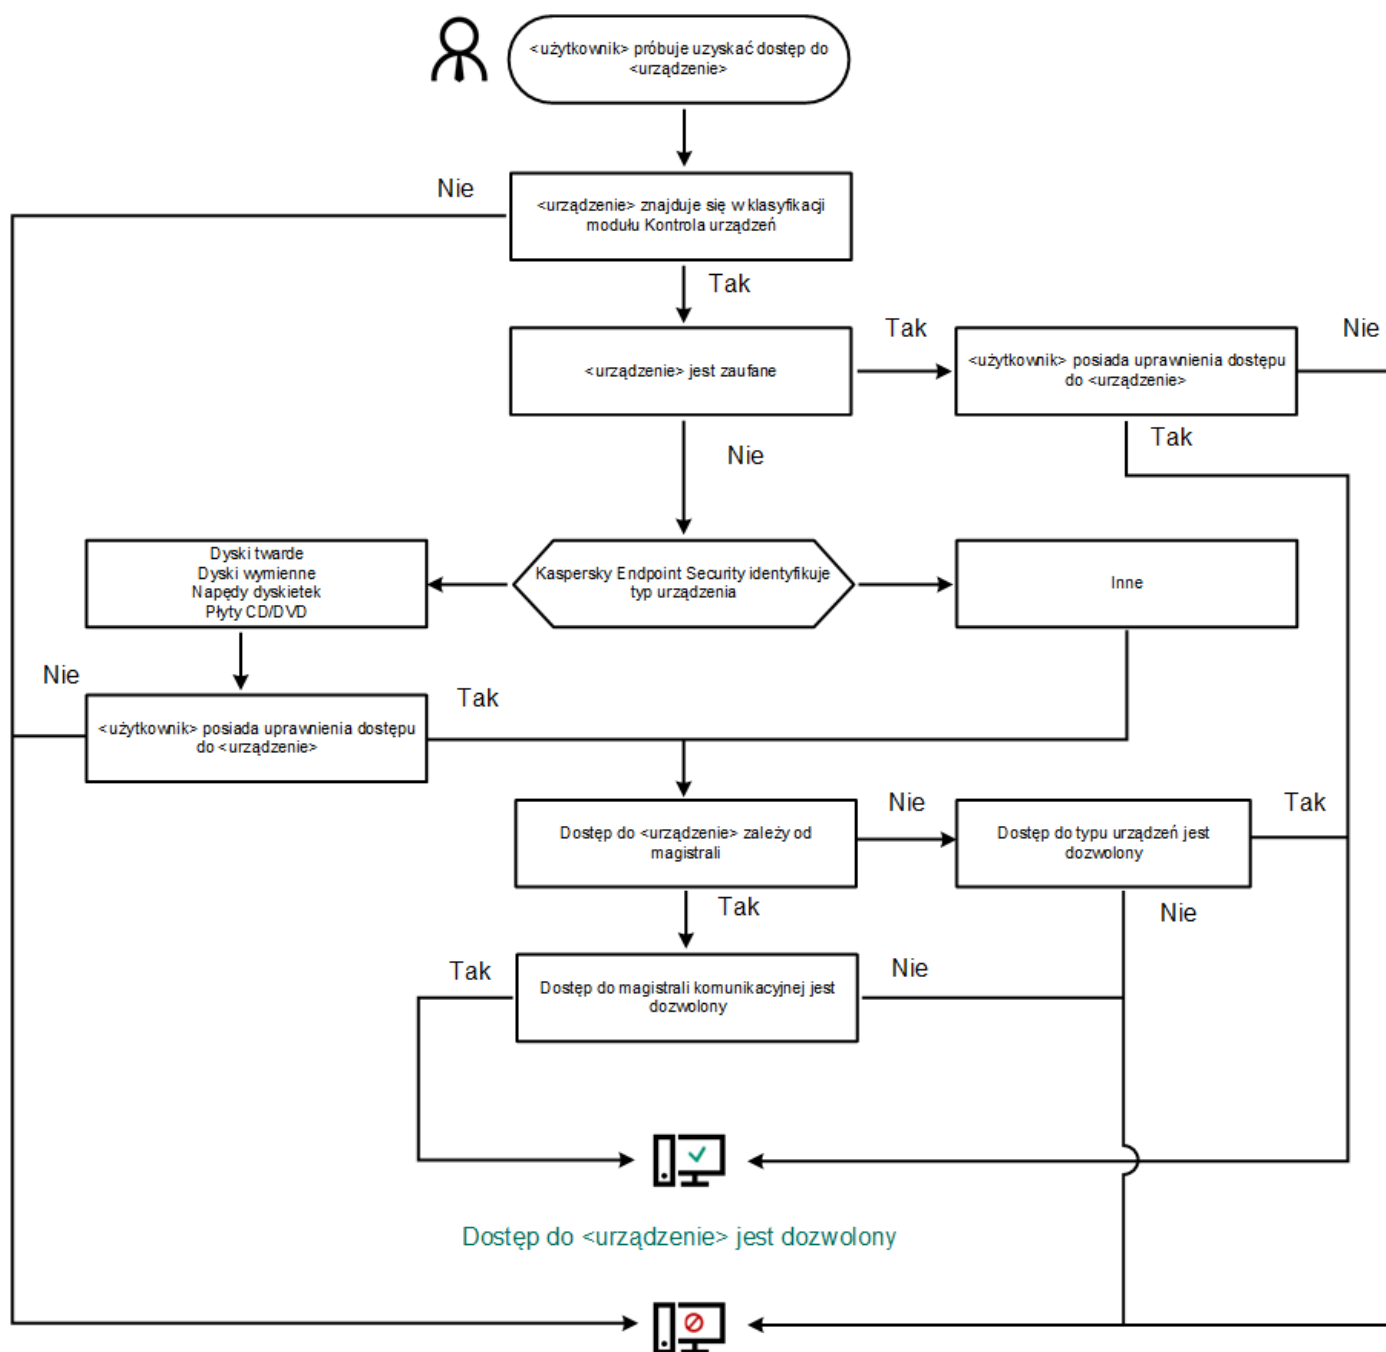 <użytkownik> próbuje uzyskać dostęp do
<urządzenie>
Nie
<urządzenie> znajduje się w klasyfikacji
modułu Kontrola urządzeń
Tak
<urządzenie> jest zaufane
Tak
<użytkownik> posiada uprawnienia dostępu
do <urządzenie>
Nie
Tak
Nie
Dyski twarde
Dyski wymienne
Napędy dyskietek
Płyty CD/DVD
Kaspersky Endpoint Security identyfikuje
typ urządzenia
Inne
Nie
<użytkownik> posiada uprawnienia dostępu
do <urządzenie>
Tak
Dostęp do <urządzenie> zależy od
magistrali
Nie
Dostęp do typu urządzeń jest
dozwolony
Tak
Tak
Nie
Tak
Dostęp do magistrali komunikacyjnej jest
dozwolony
Nie
Dostęp do <urządzenie> jest dozwolony